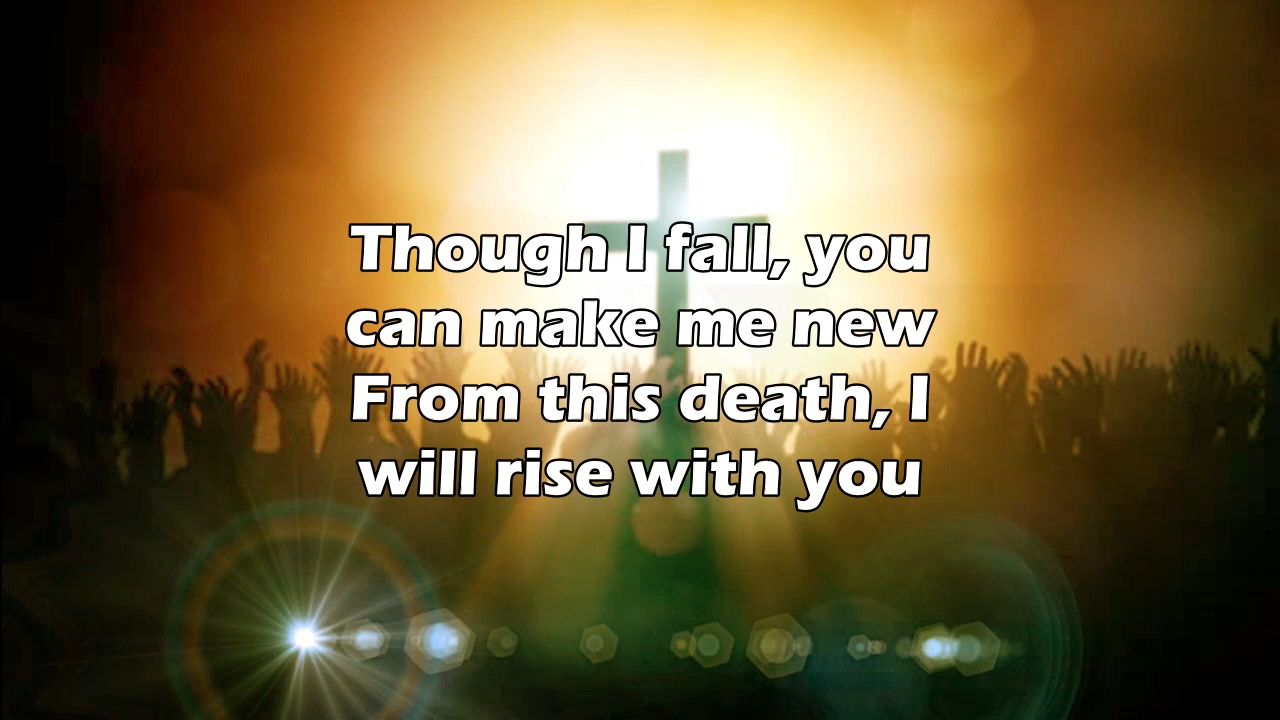 Though I fall, you
can make me new
From this death, I
will rise with you